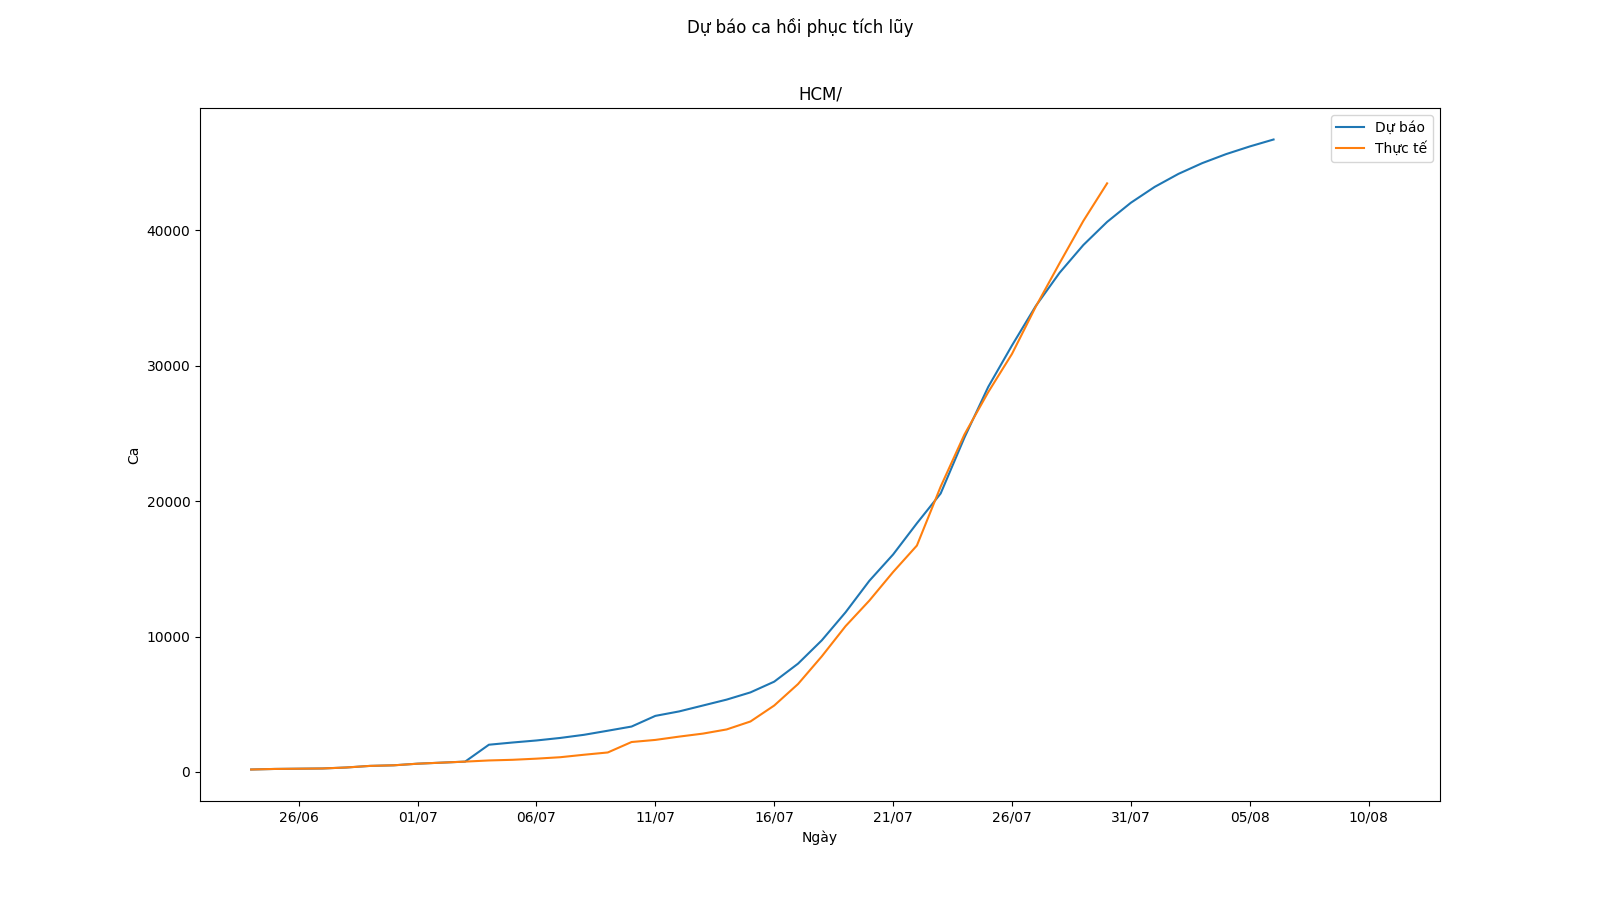 Dự báo ca hồi phục tích lũy
HCM/
Dự báo
Thực tế
Ca
40000
30000
20000
10000
0
26/06 01/07 06/07 11/07 16/07 21/07 26/07 31/07 05/08 10/08
Ngày